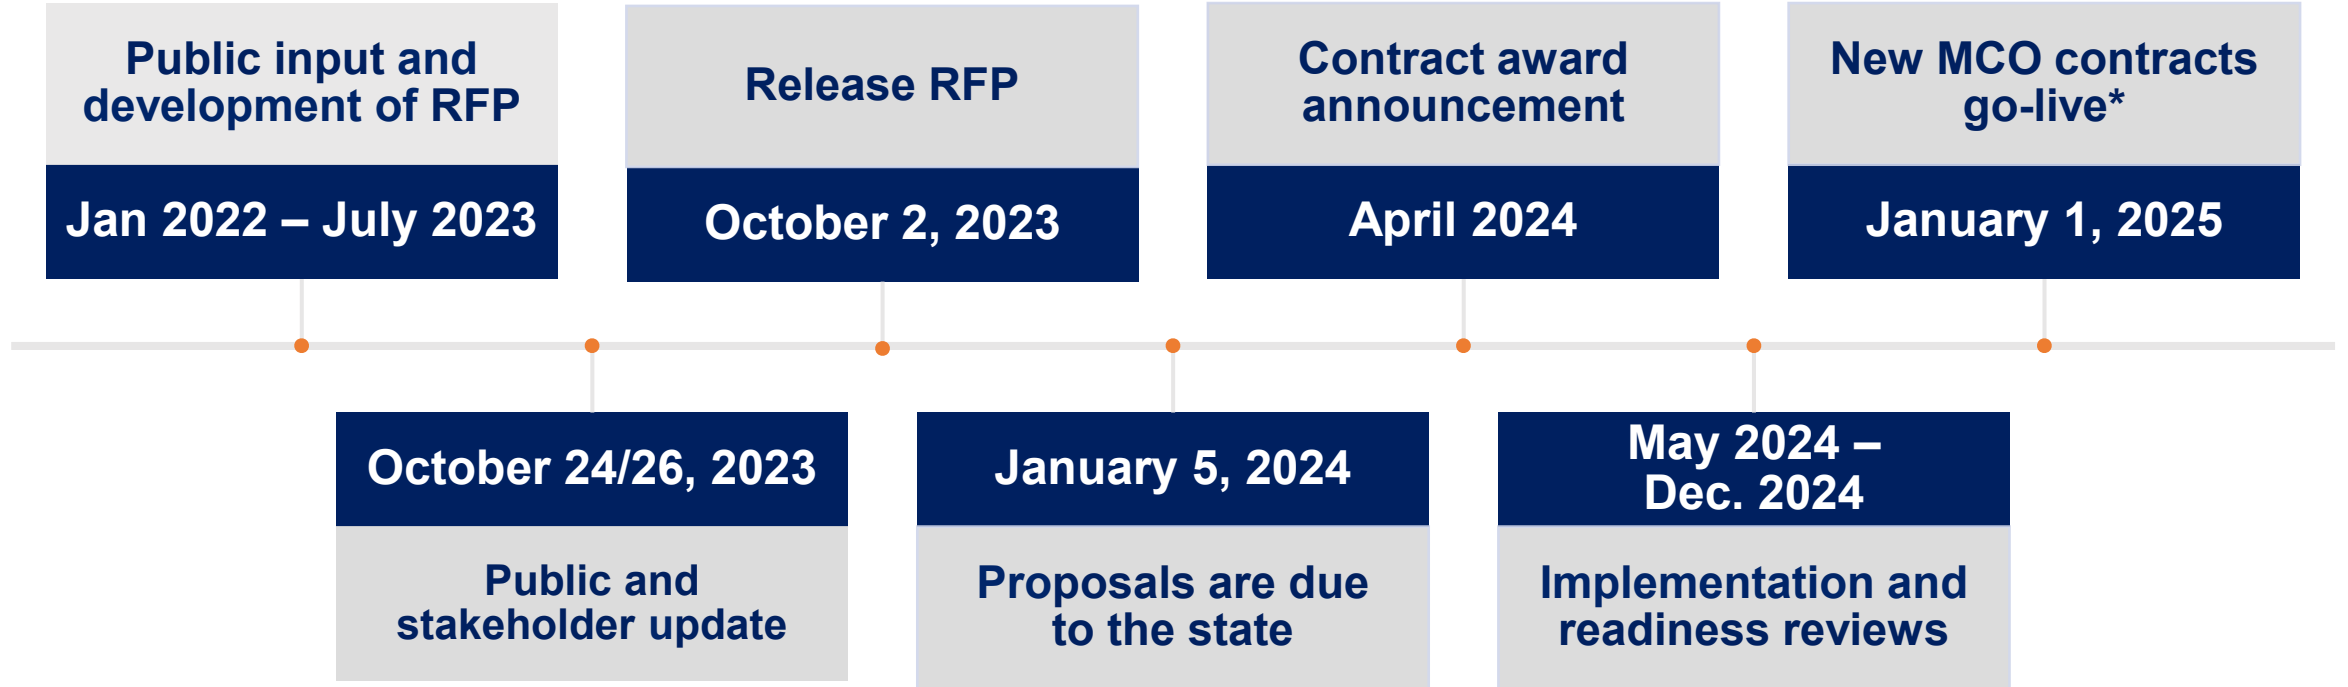 Public input and
development of RFP
Jan 2022 – July 2023
Release RFP
October 2, 2023
Contract award
announcement
April 2024
New MCO contracts
go-live*
January 1, 2025
October 24/26, 2023
Public and
stakeholder update
January 5, 2024
Proposals are due
to the state
May 2024 –
Dec. 2024
Implementation and
readiness reviews